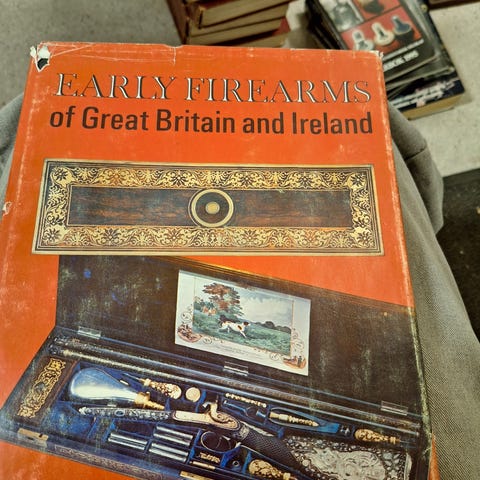 EARLY FIREARMS
of Great Britain and Ireland